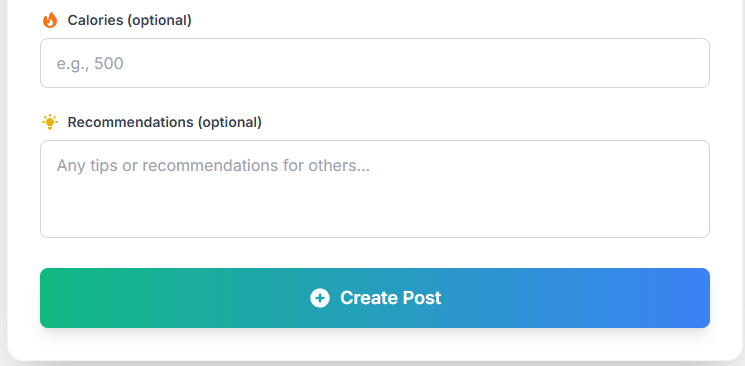 Calories (optional)
e.g., 500
Recommendations (optional)
Any tips or recommendations for others...
Create Post